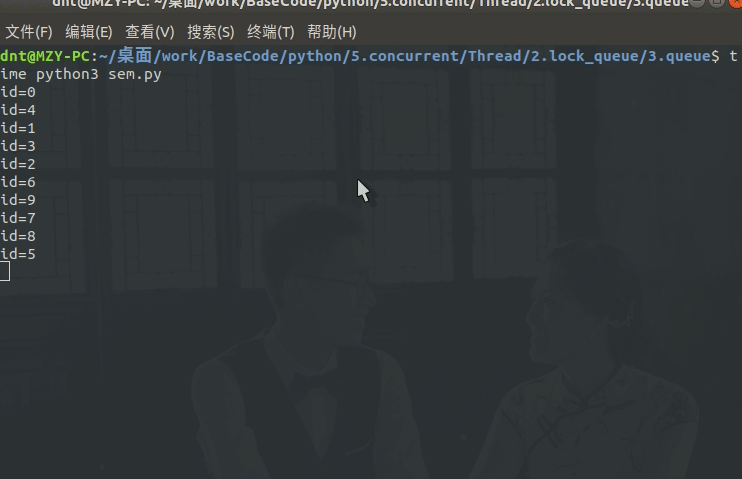 dnt@MZY-PC: ~/桌面/work/BaseCode/python/5.concurrent/Thread/2.lock_queue/3.queue
文件(F) 编辑(E) 查看(V) 搜索(S) 终端(T) 帮助(H)
dnt@MZY-PC:~/桌面/work/BaseCode/python/5.concurrent/Thread/2.lock_queue/3.queue$ t
ime python3 sem.py
id=0
id=4
id=1
id=3
id=2
id=6
id=9
id=7
id=8
id=5